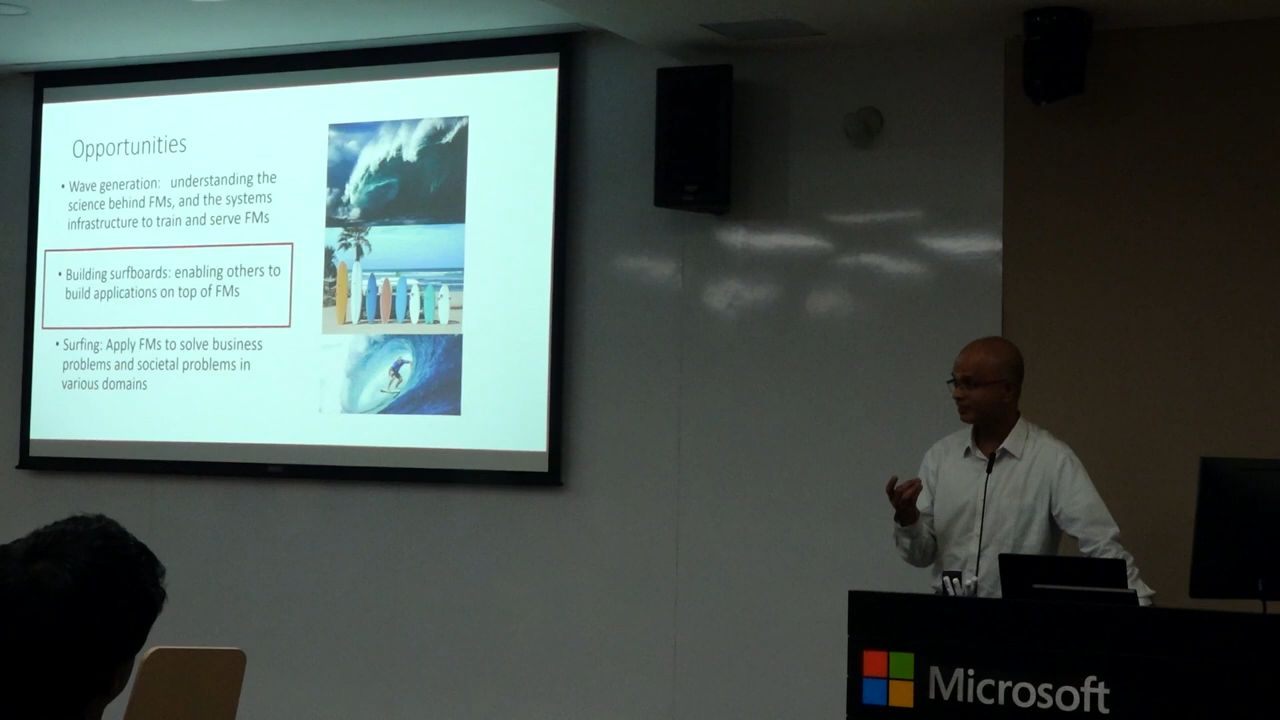 Opportunities
• Wave generation: understanding the
science behind FMs, and the systems
infrastructure to train and serve FMs
• Building surfboards: enabling others to
build applications on top of FMs
• Surfing: Apply FMs to solve business
problems and societal problems in
various domains
Microsoft